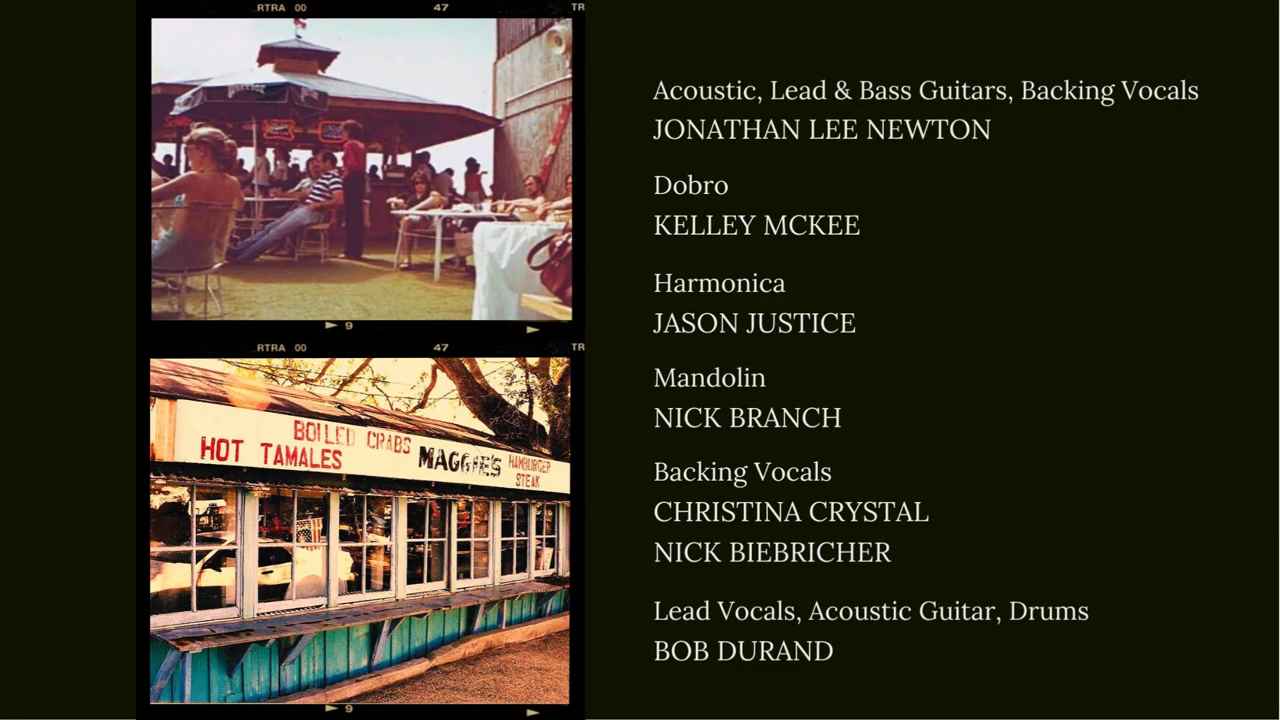 RTRA 00 47 TR
9
RTRA 00 47 TR
BOILED CRABS
HOT TAMALES
MAGGIE'S
HAMBURGER
STEAK
9
Acoustic, Lead & Bass Guitars, Backing Vocals
JONATHAN LEE NEWTON
Dobro
KELLEY MCKEE
Harmonica
JASON JUSTICE
Mandolin
NICK BRANCH
Backing Vocals
CHRISTINA CRYSTAL
NICK BIEBRICHER
Lead Vocals, Acoustic Guitar, Drums
BOB DURAND